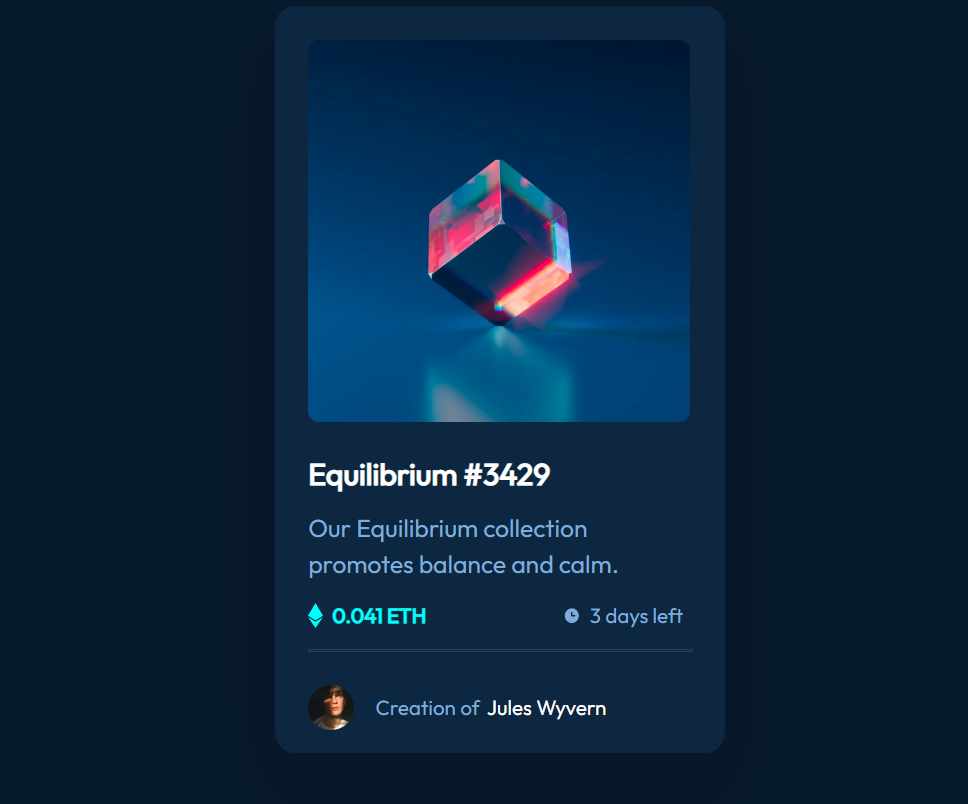 Equilibrium #3429
Our Equilibrium collection
promotes balance and calm.
0.041 ETH
3 days left
Creation of Jules Wyvern